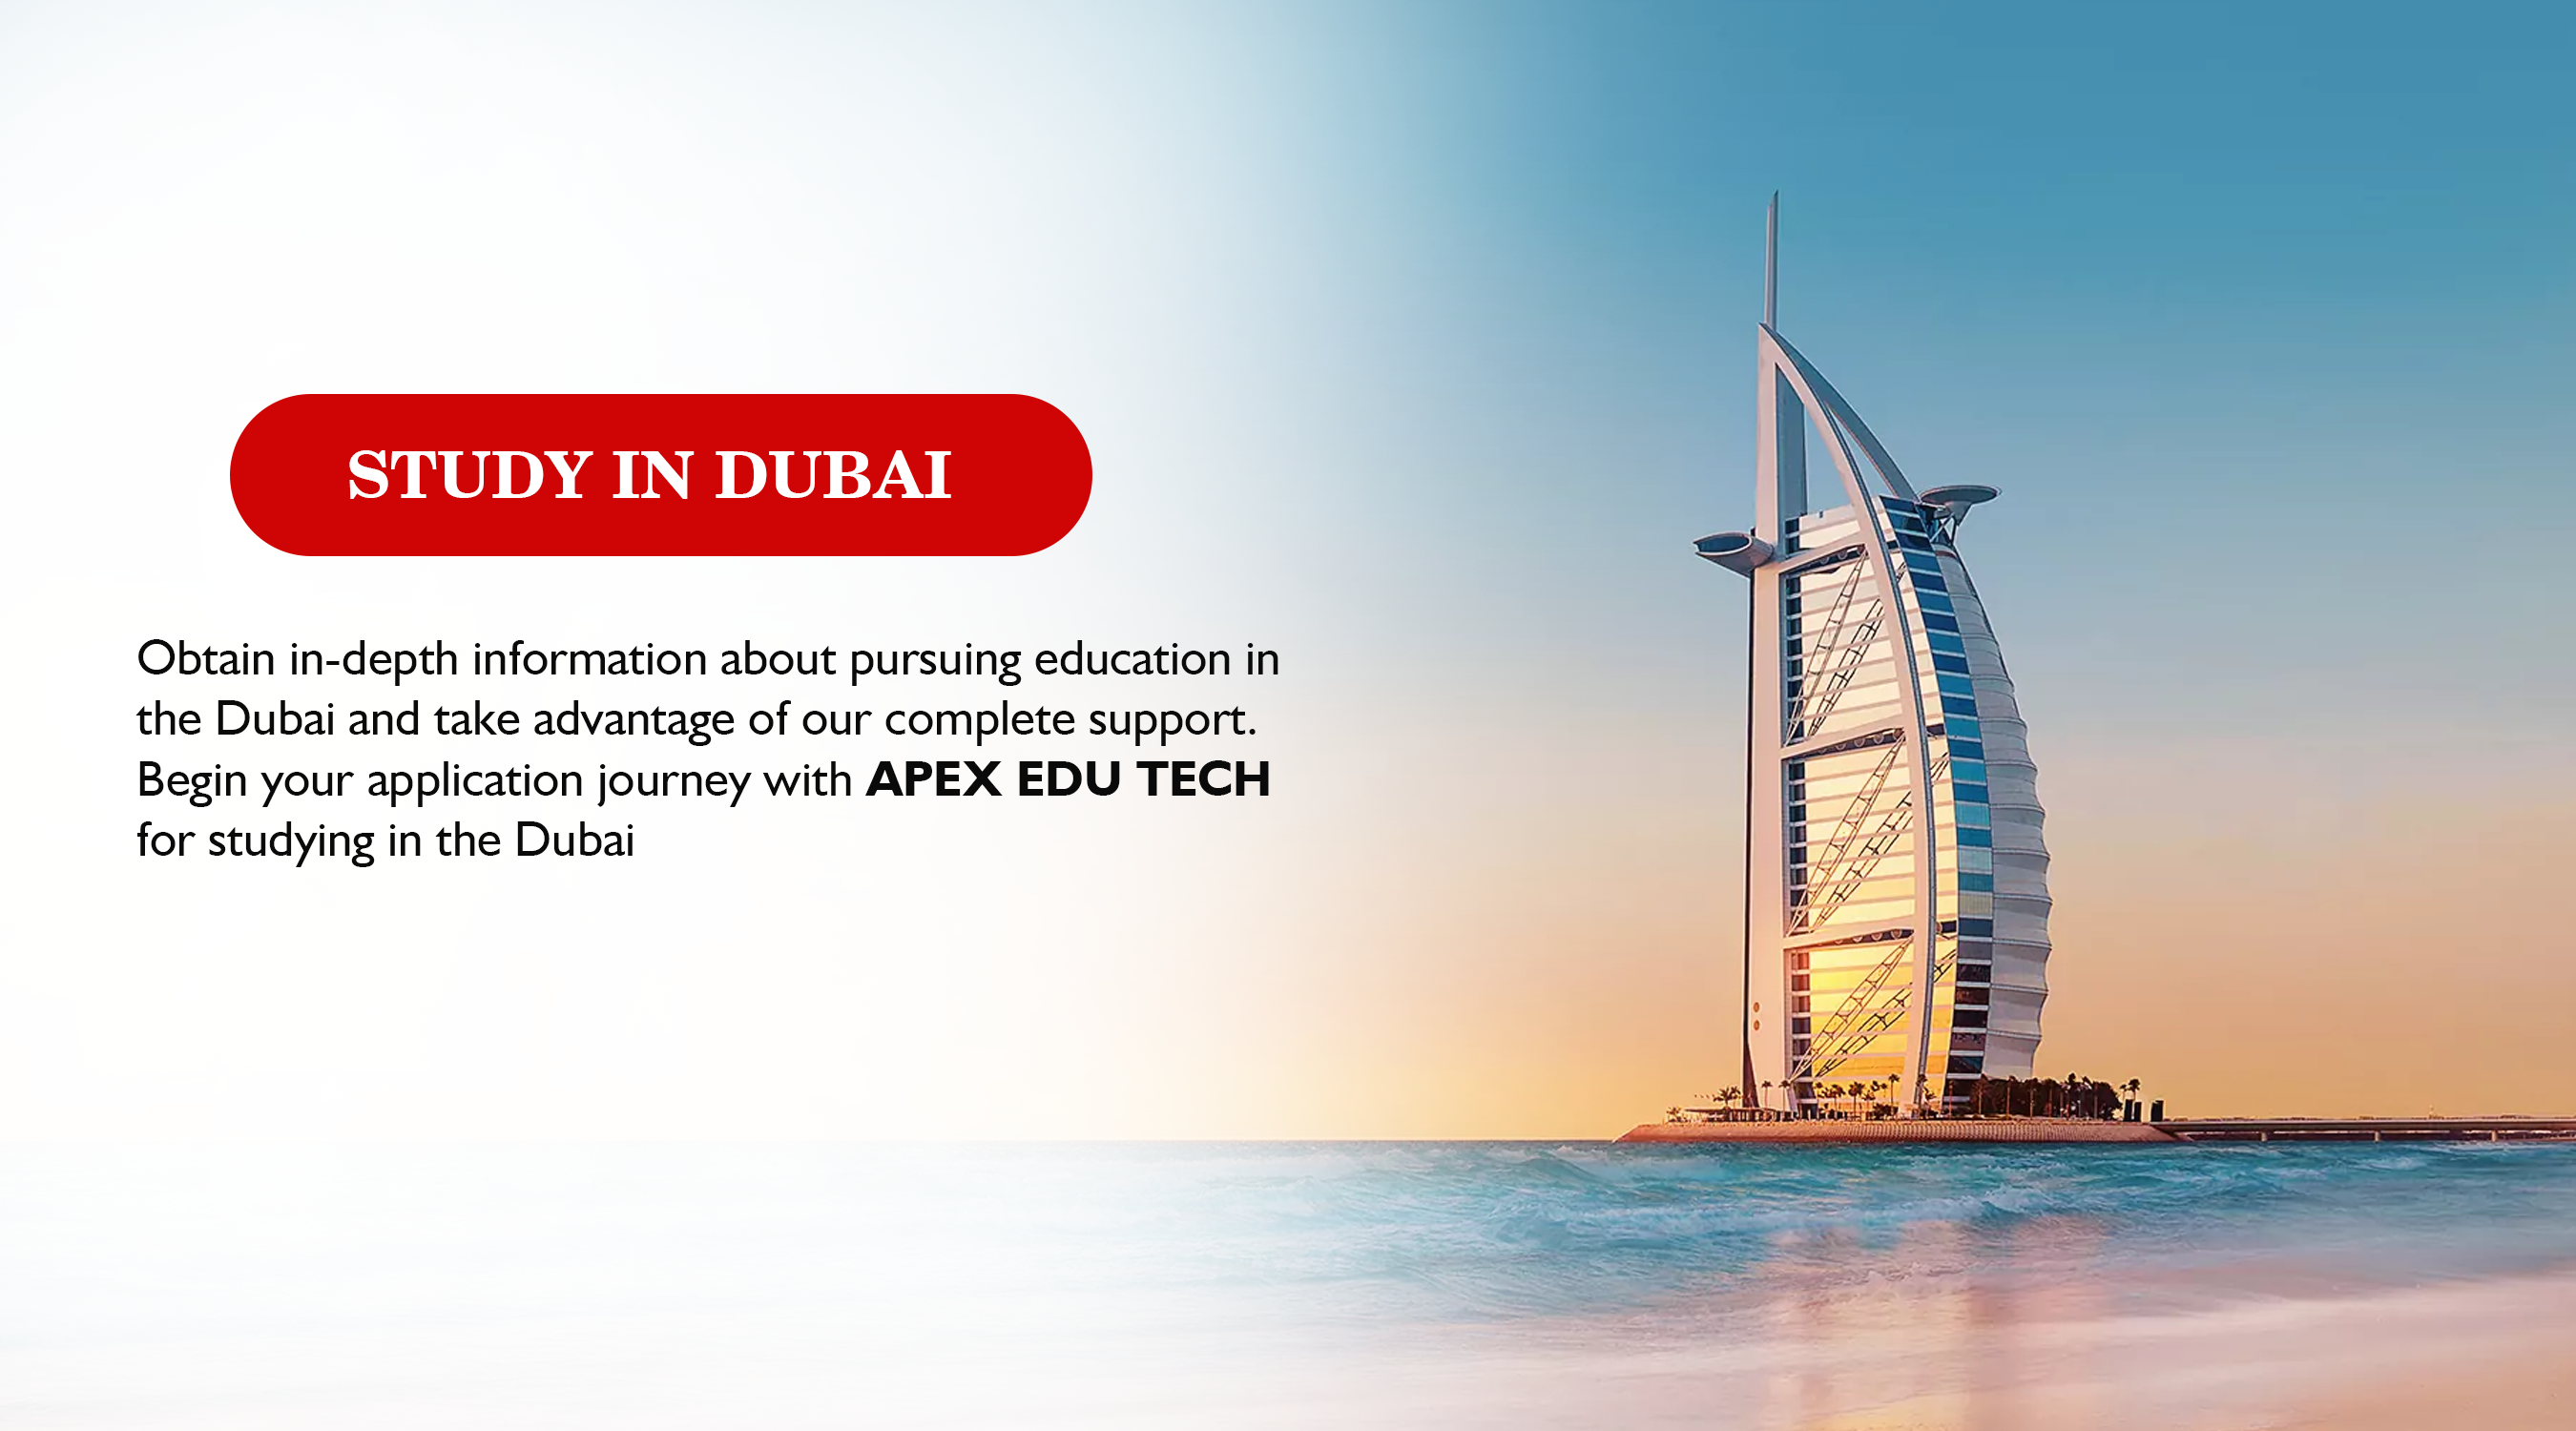 STUDY IN DUBAI
Obtain in-depth information about pursuing education in
the Dubai and take advantage of our complete support.
Begin your application journey with APEX EDU TECH
for studying in the Dubai